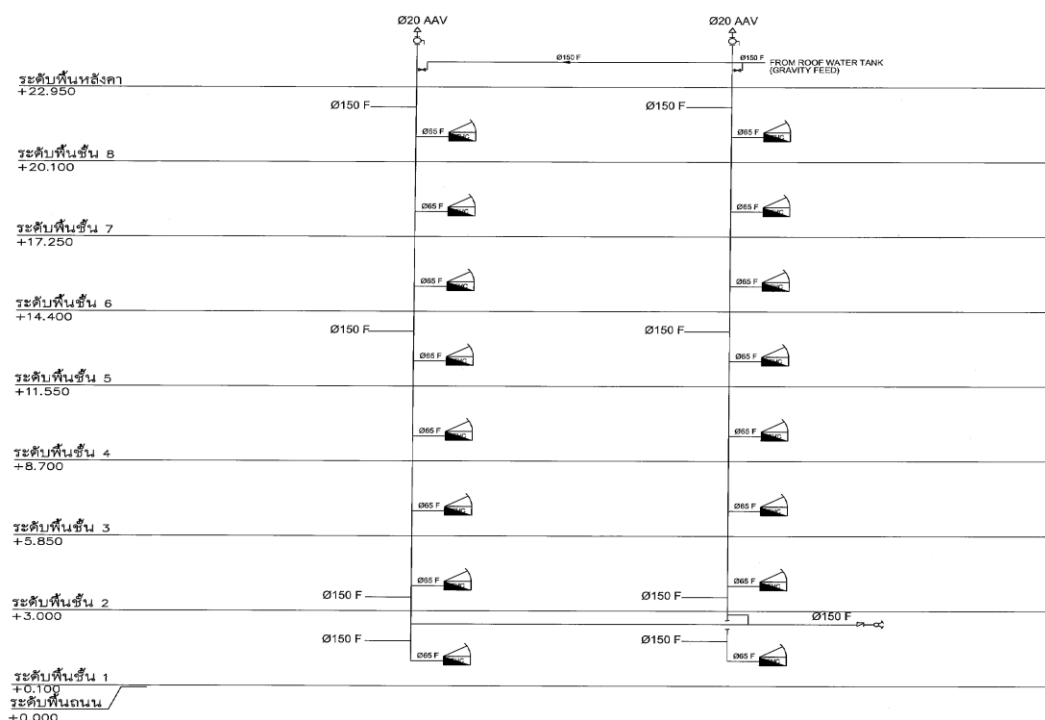 Ø20 AAV Ø20 AAV
Ø150 F Ø150 F FROM ROOF WATER TANK
(GRAVITY FEED)
ระดับพื้นหลังคา
+22.950
Ø150 F Ø150 F
Ø65 F Ø65 F
ระดับพื้นชั้น 8
+20.100
Ø65 F Ø65 F
ระดับพื้นชั้น 7
+17.250
Ø65 F Ø65 F
ระดับพื้นชั้น 6
+14.400
Ø150 F Ø150 F
Ø65 F Ø65 F
ระดับพื้นชั้น 5
+11.550
Ø65 F Ø65 F
ระดับพื้นชั้น 4
+8.700
Ø65 F Ø65 F
ระดับพื้นชั้น 3
+5.850
Ø65 F Ø65 F
Ø150 F Ø150 F
ระดับพื้นชั้น 2
+3.000
Ø150 F
Ø150 F Ø150 F
Ø65 F Ø65 F
ระดับพื้นชั้น 1
+0.100
ระดับพื้นถนน
+0.000